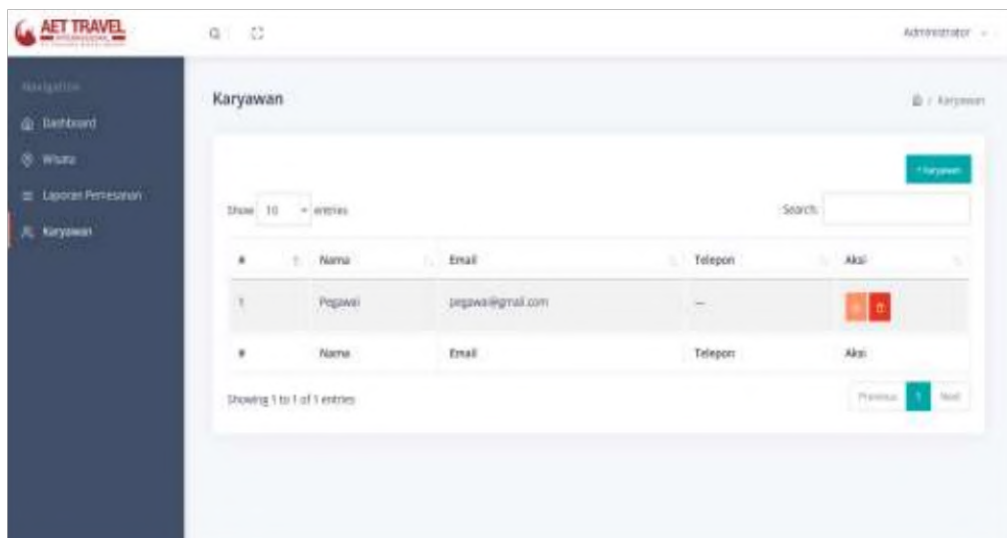 AET TRAVEL
Administrator
Navigation
Karyawan
/ Karyawan
Dashboard
Wisata
Laporan Pemesanan
Karyawan
+ Karyawan
Show 10 entries
Search:
# Nama Email Telepon Aksi
1 Pegawai pegawai@gmail.com —
# Nama Email Telepon Aksi
Showing 1 to 1 of 1 entries
Previous 1 Next